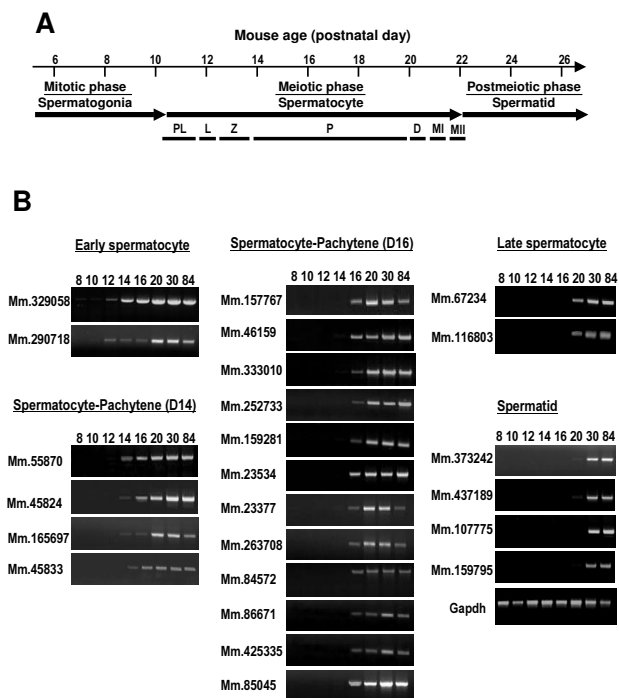 A
Mouse age (postnatal day)
6 8 10 12 14 16 18 20 22 24 26
Mitotic phase Meiotic phase Postmeiotic phase
Spermatogonia Spermatocyte Spermatid
PL L Z P D MI MII
B
Early spermatocyte
8 10 12 14 16 20 30 84
Mm.329058
Mm.290718
Spermatocyte-Pachytene (D14)
8 10 12 14 16 20 30 84
Mm.55870
Mm.45824
Mm.165697
Mm.45833
Spermatocyte-Pachytene (D16)
8 10 12 14 16 20 30 84
Mm.157767
Mm.46159
Mm.333010
Mm.252733
Mm.159281
Mm.23534
Mm.23377
Mm.263708
Mm.84572
Mm.86671
Mm.425335
Mm.85045
Late spermatocyte
8 10 12 14 16 20 30 84
Mm.67234
Mm.116803
Spermatid
8 10 12 14 16 20 30 84
Mm.373242
Mm.437189
Mm.107775
Mm.159795
Gapdh